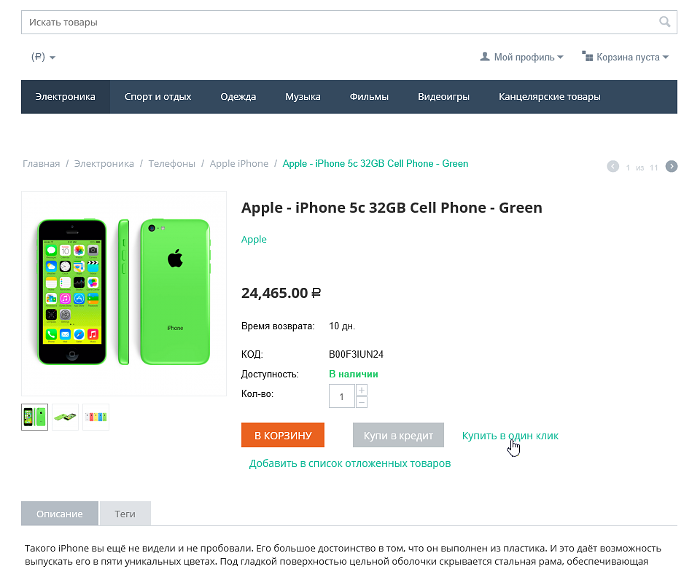 Искать товары
(₽)
Мой профиль
Корзина пуста
Электроника Спорт и отдых Одежда Музыка Фильмы Видеоигры Канцелярские товары
Главная / Электроника / Телефоны / Apple iPhone / Apple - iPhone 5c 32GB Cell Phone - Green
1 из 11
Apple - iPhone 5c 32GB Cell Phone - Green
Apple
24,465.00 ₽
Время возврата: 10 дн.
КОД: B00F3IUN24
Доступность: В наличии
Кол-во: 1 + −
iPhone
В КОРЗИНУ Купи в кредит Купить в один клик
Добавить в список отложенных товаров
Описание Теги
Такого iPhone вы ещё не видели и не пробовали. Его большое достоинство в том, что он выполнен из пластика. И это даёт возможность
выпускать его в пяти уникальных цветах. Под гладкой поверхностью цельной оболочки скрывается стальная рама, обеспечивающая